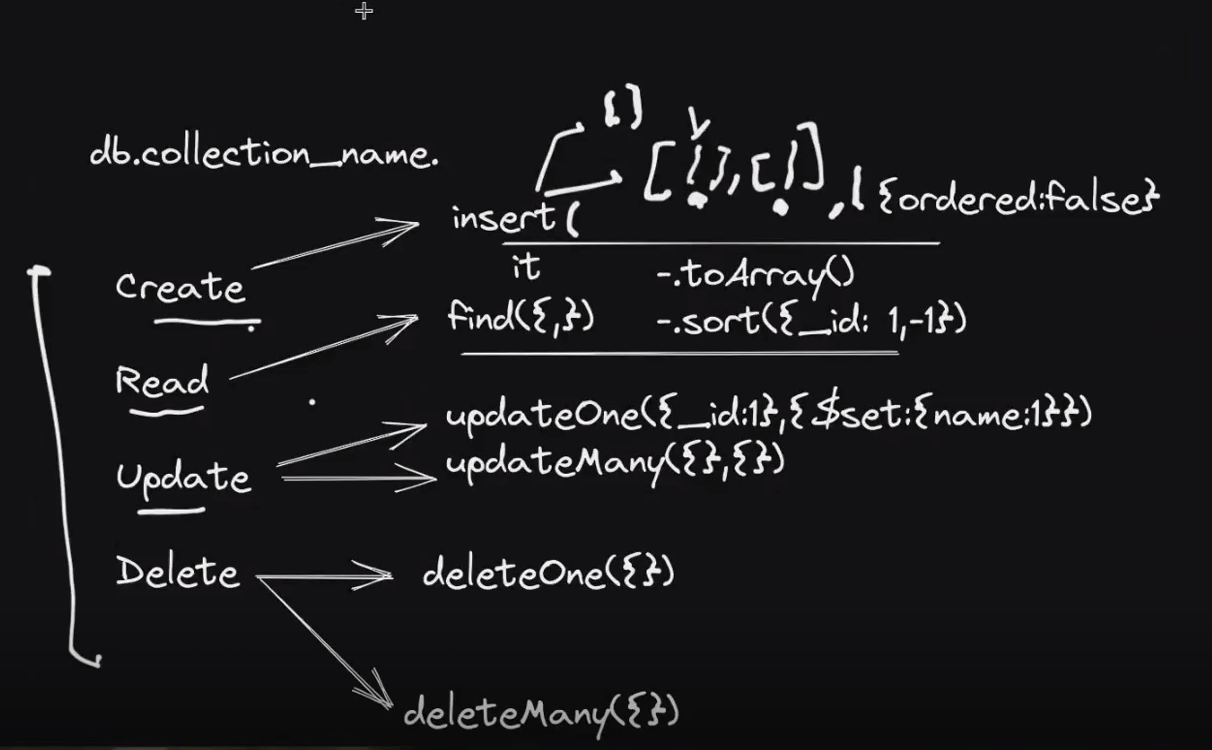 db.collection_name.
{}
[{},{}],{ordered:false}
insert(
it -.toArray()
Create
find({,}) -.sort({_id: 1,-1})
Read
updateOne({_id:1},{$set:{name:1}})
updateMany({},{})
Update
Delete
deleteOne({})
deleteMany({})